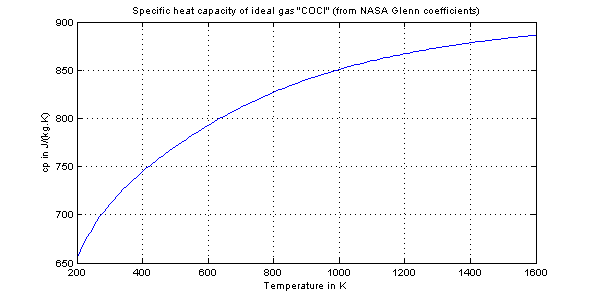 Specific heat capacity of ideal gas "COCl" (from NASA Glenn coefficients)
900
850
800
750
700
650
cp in J/(kg.K)
200 400 600 800 1000 1200 1400 1600
Temperature in K